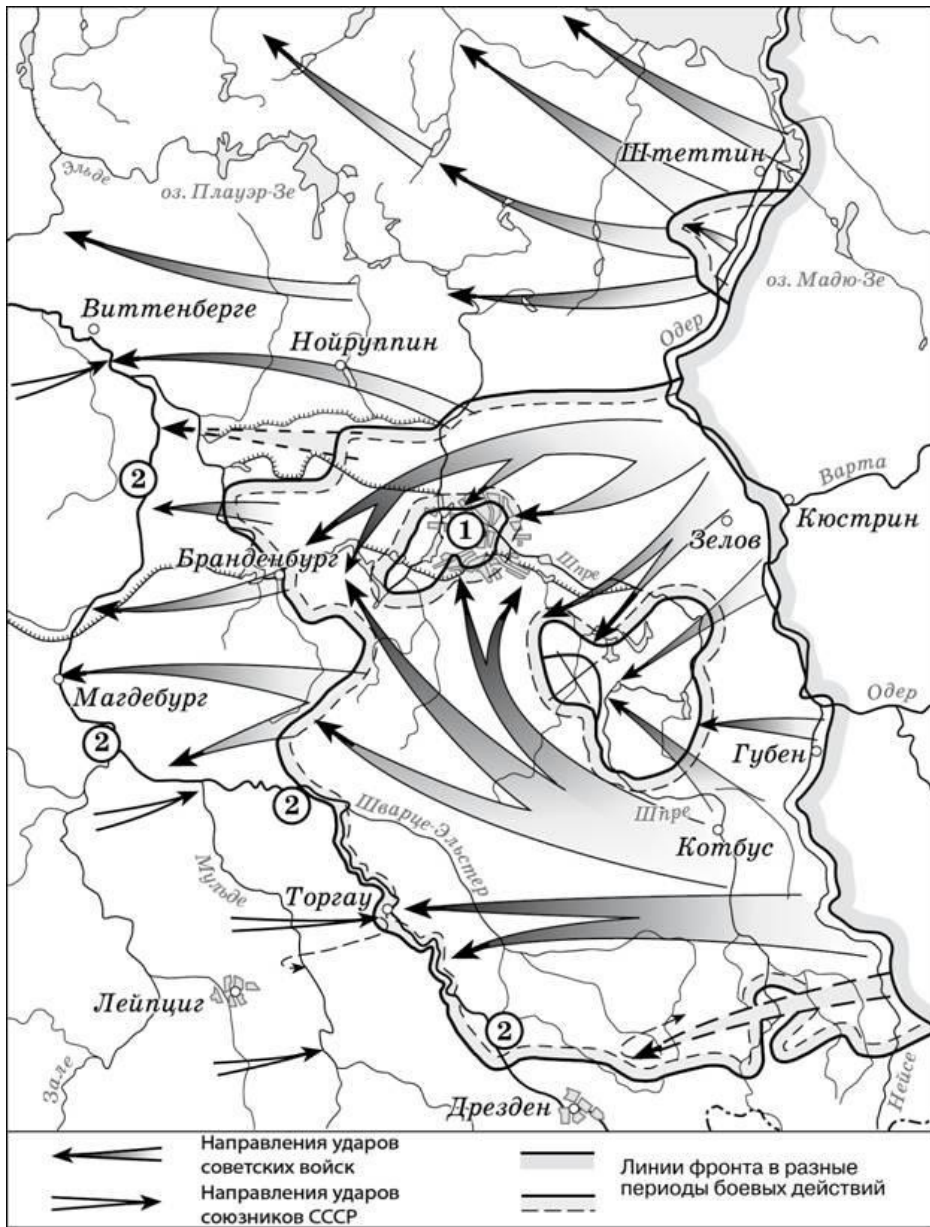 Штеттин
Эльде
оз. Плауэр-Зе
оз. Мадю-Зе
Виттенберге
Одер
Нойруппин
2
Варта
Кюстрин
1
Зелов
Бранденбург
Шпре
Магдебург
Одер
2
Губен
2
Шварце-Эльстер
Шпре
Котбус
Мульде
Торгау
Лейпциг
2
Зале
Дрезден
Нейсе
Направления ударов
советских войск
Направления ударов
союзников СССР
Линии фронта в разные
периоды боевых действий